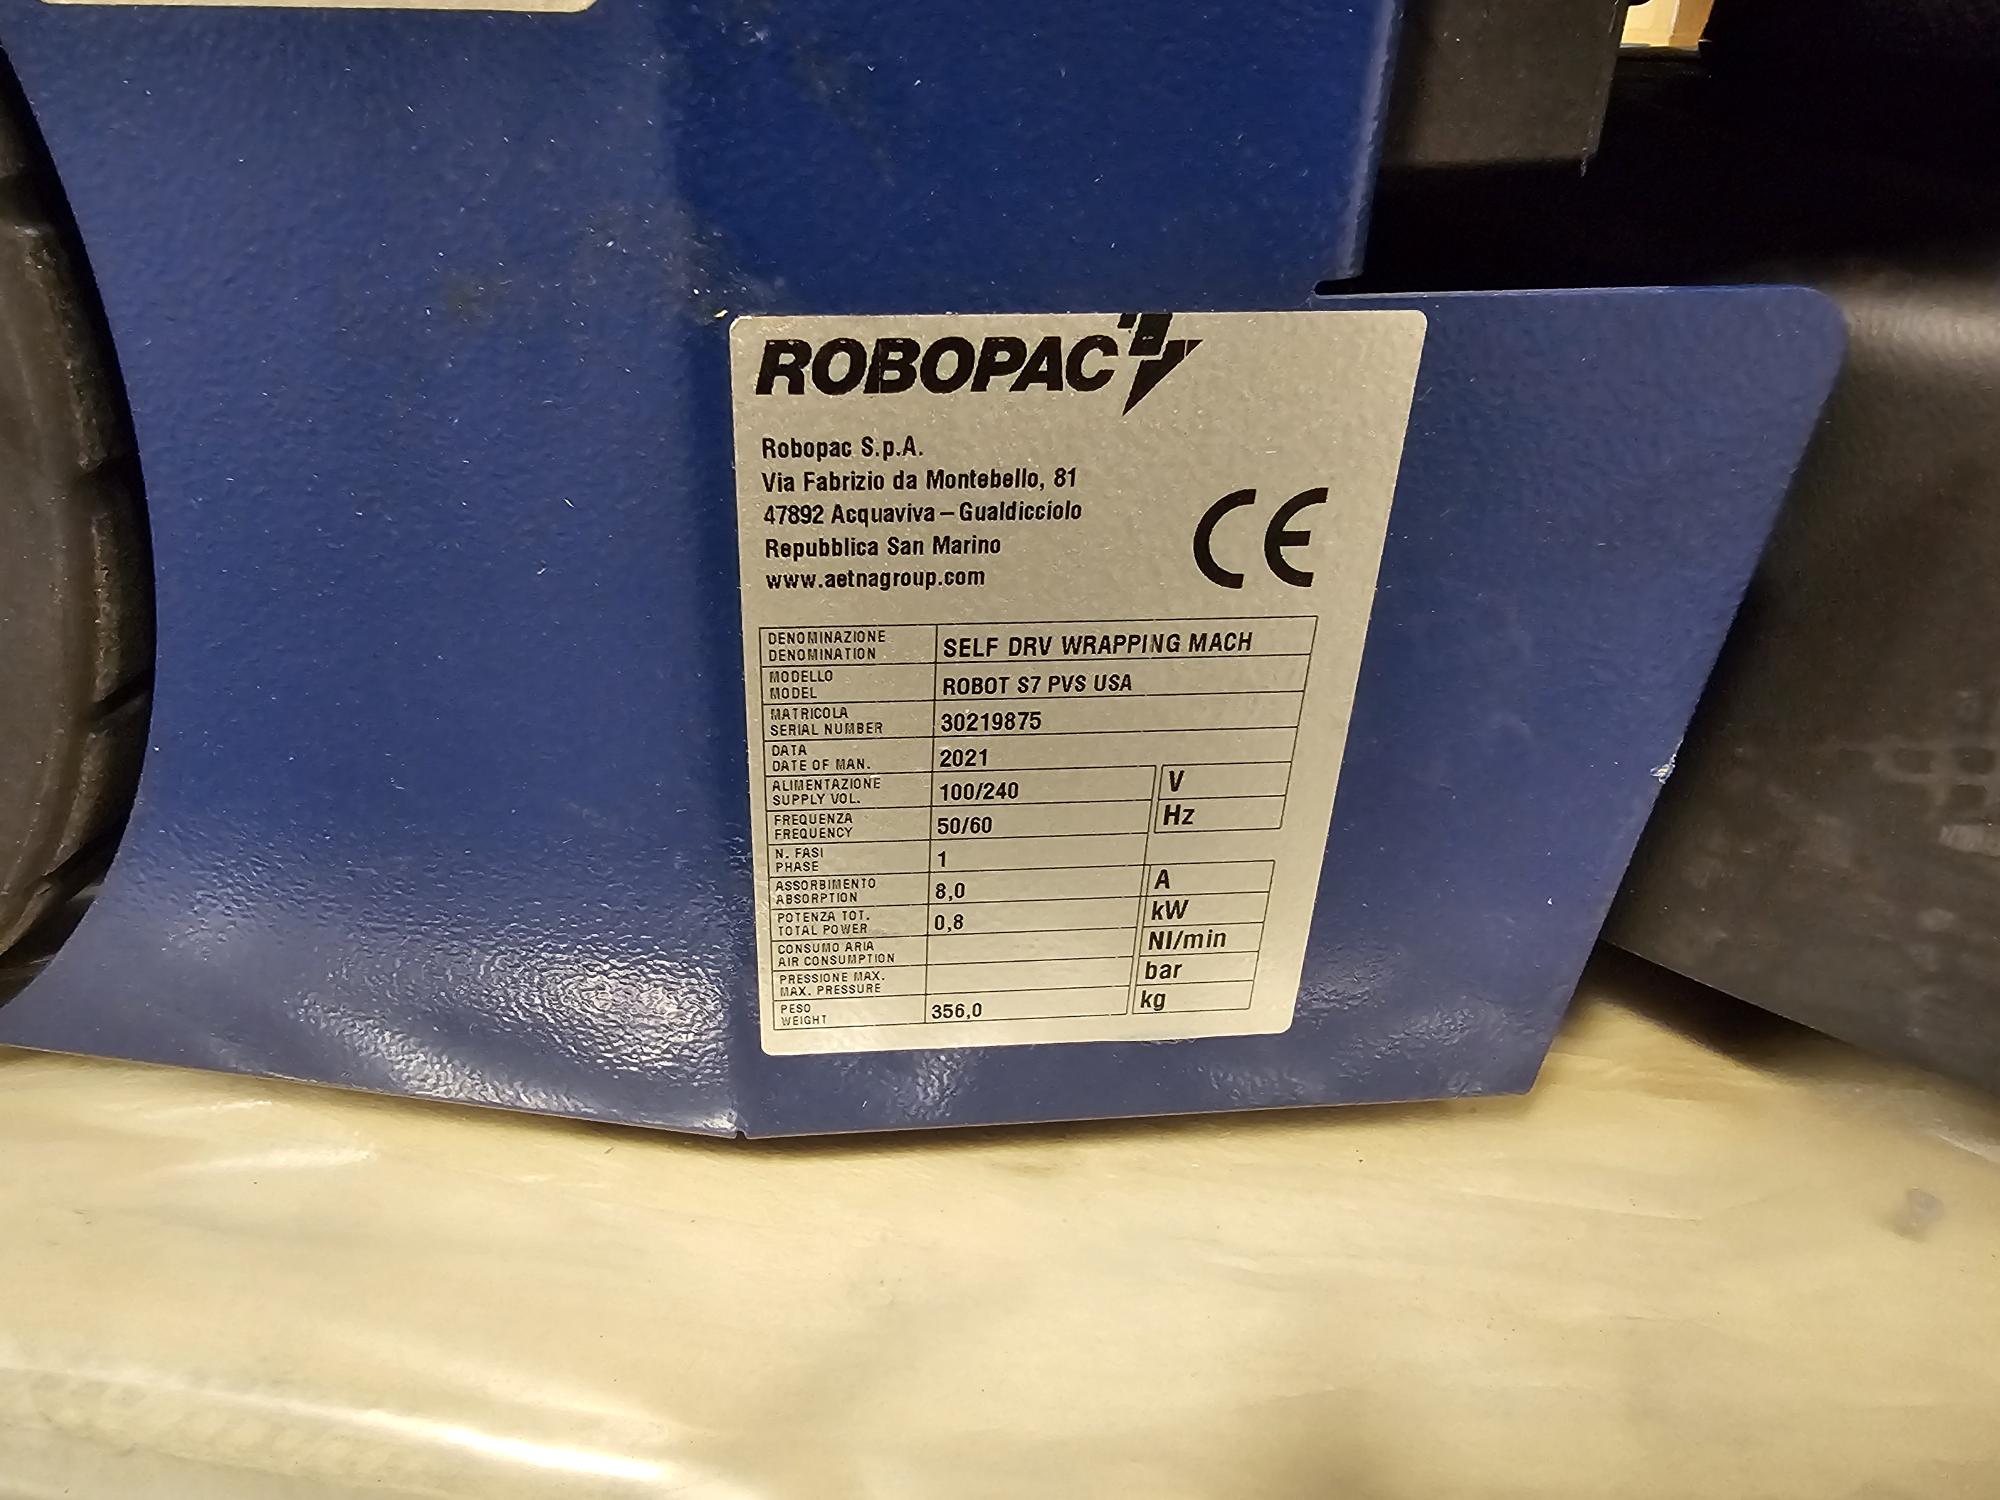 ROBOPAC
Robopac S.p.A.
Via Fabrizio da Montebello, 81
47892 Acquaviva – Gualdicciolo
Repubblica San Marino
www.aetnagroup.com
CE
DENOMINAZIONE
DENOMINATION
SELF DRV WRAPPING MACH
MODELLO
MODEL
ROBOT S7 PVS USA
MATRICOLA
SERIAL NUMBER
30219875
DATA
DATE OF MAN.
2021
ALIMENTAZIONE
SUPPLY VOL.
100/240 V
FREQUENZA
FREQUENCY
50/60 Hz
N. FASI
PHASE
1
ASSORBIMENTO
ABSORPTION
8,0 A
POTENZA TOT.
TOTAL POWER
0,8 kW
CONSUMO ARIA
AIR CONSUMPTION
Nl/min
PRESSIONE MAX.
MAX. PRESSURE
bar
PESO
WEIGHT
356,0 kg